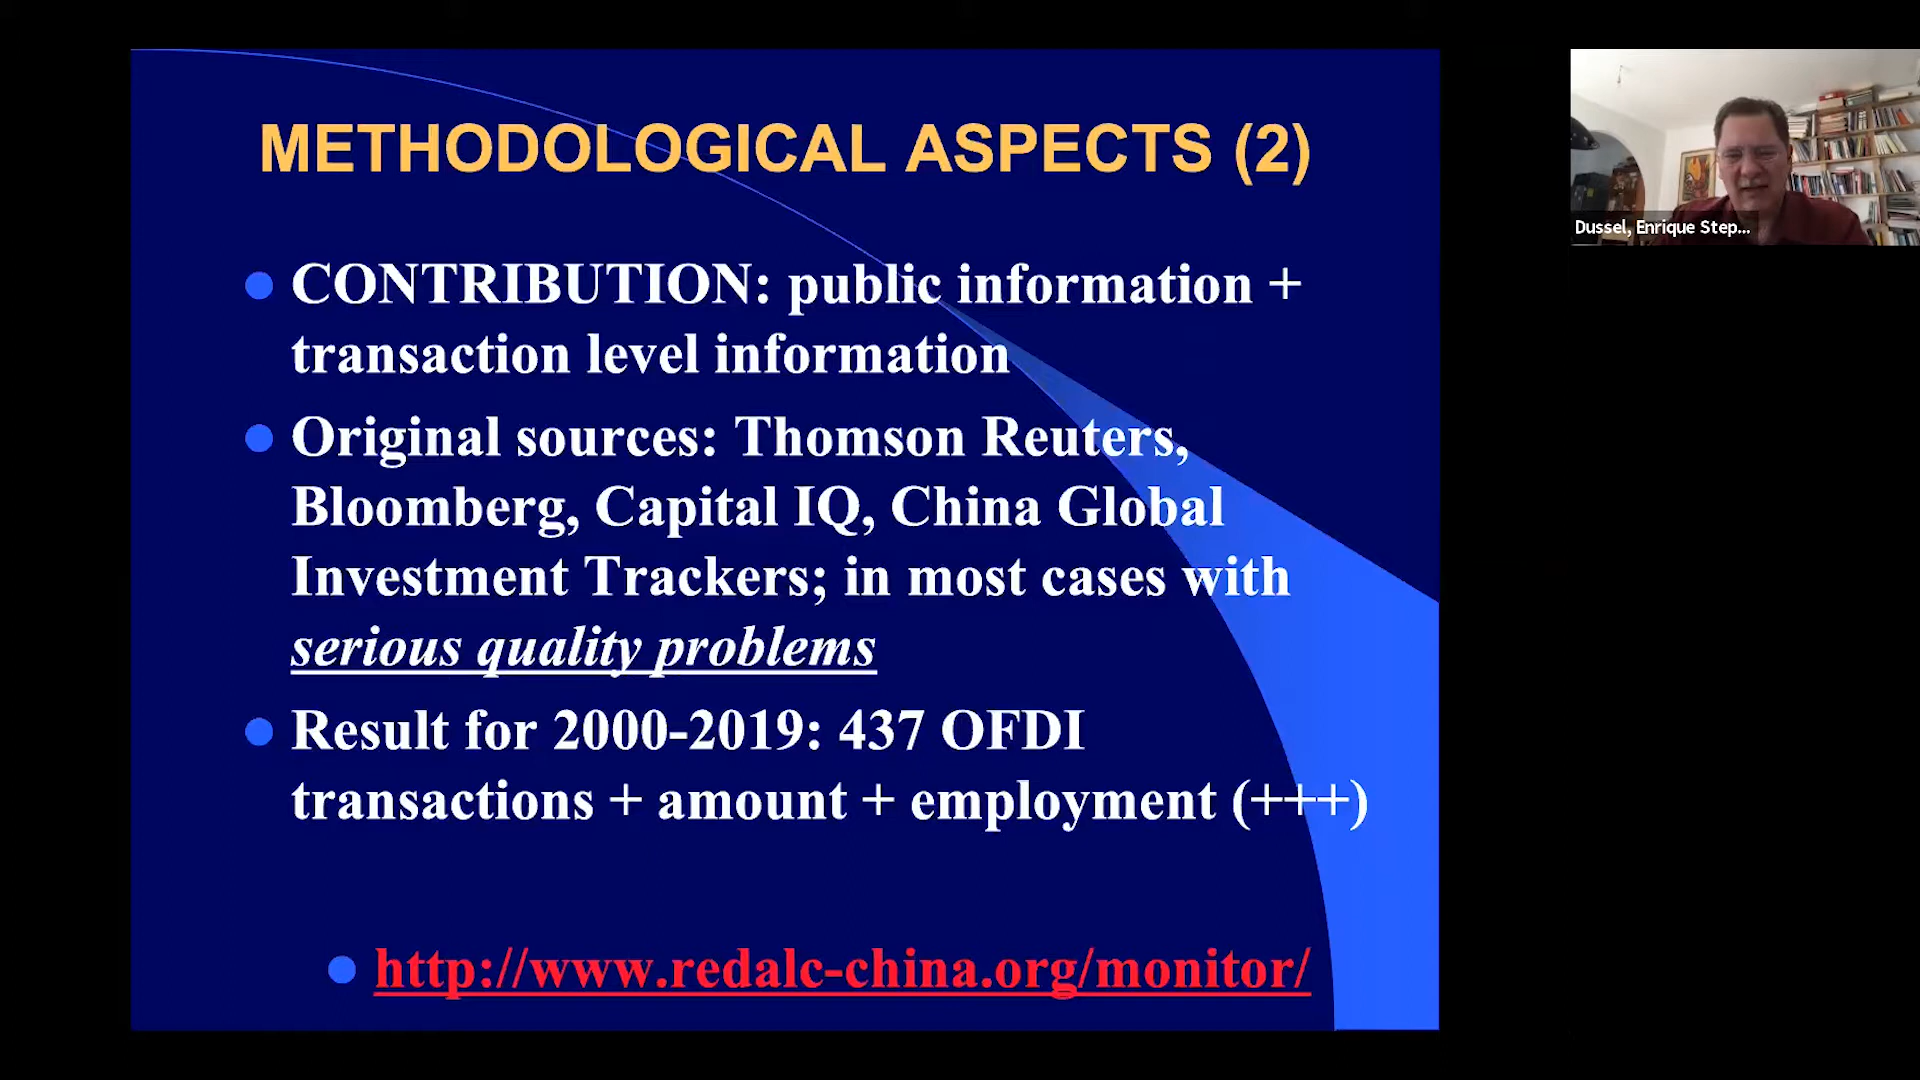 METHODOLOGICAL ASPECTS (2)
CONTRIBUTION: public information +
transaction level information
Original sources: Thomson Reuters,
Bloomberg, Capital IQ, China Global
Investment Trackers; in most cases with
serious quality problems
Result for 2000-2019: 437 OFDI
transactions + amount + employment (+++)
http://www.redalc-china.org/monitor/
Dussel, Enrique Step...